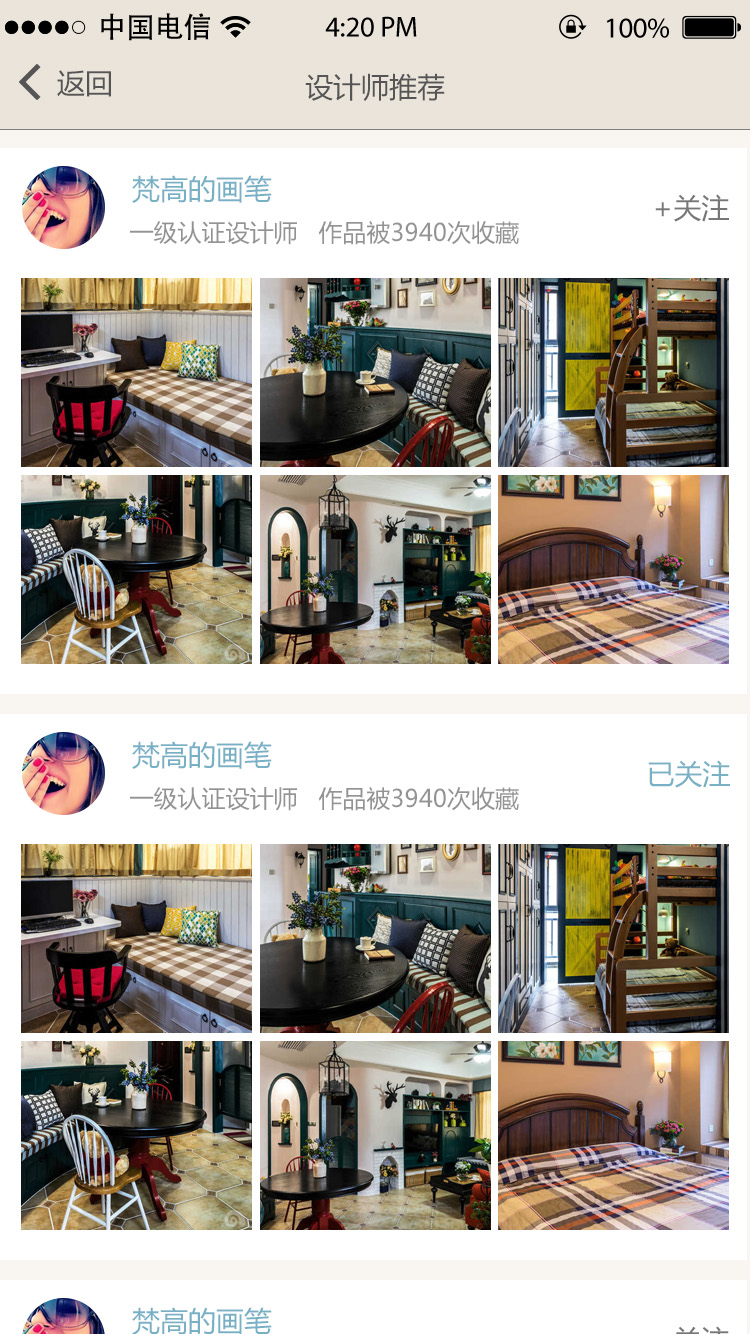 中国电信 4:20 PM 100%
返回 设计师推荐
梵高的画笔
一级认证设计师 作品被3940次收藏
+关注
梵高的画笔
一级认证设计师 作品被3940次收藏
已关注
梵高的画笔
关注